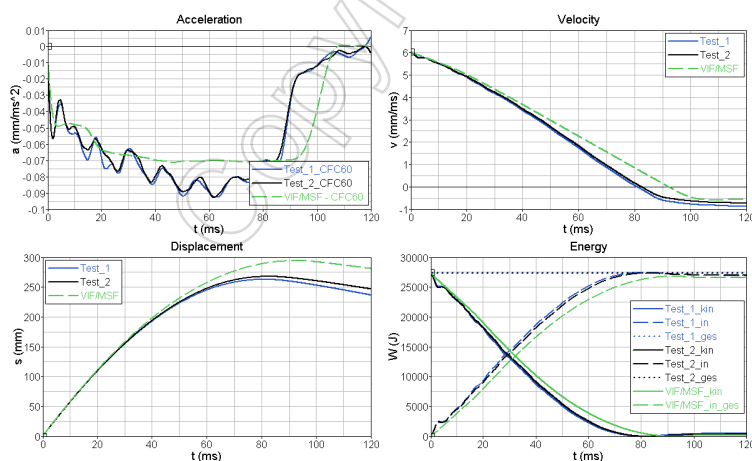 Acceleration
a (mm/ms^2)
0.01
0
-0.01
-0.02
-0.03
-0.04
-0.05
-0.06
-0.07
-0.08
-0.09
-0.1
0 20 40 60 80 100 120
t (ms)
Test_1_CFC60
Test_2_CFC60
VIF/MSF - CFC60
Velocity
v (mm/ms)
7
6
5
4
3
2
1
0
-1
0 20 40 60 80 100 120
t (ms)
Test_1
Test_2
VIF/MSF
Displacement
s (mm)
300
250
200
150
100
50
0
0 20 40 60 80 100 120
t (ms)
Test_1
Test_2
VIF/MSF
Energy
W (J)
30000
25000
20000
15000
10000
5000
0
0 20 40 60 80 100 120
t (ms)
Test_1_kin
Test_1_in
Test_1_ges
Test_2_kin
Test_2_in
Test_2_ges
VIF/MSF_kin
VIF/MSF_in_ges
Copy